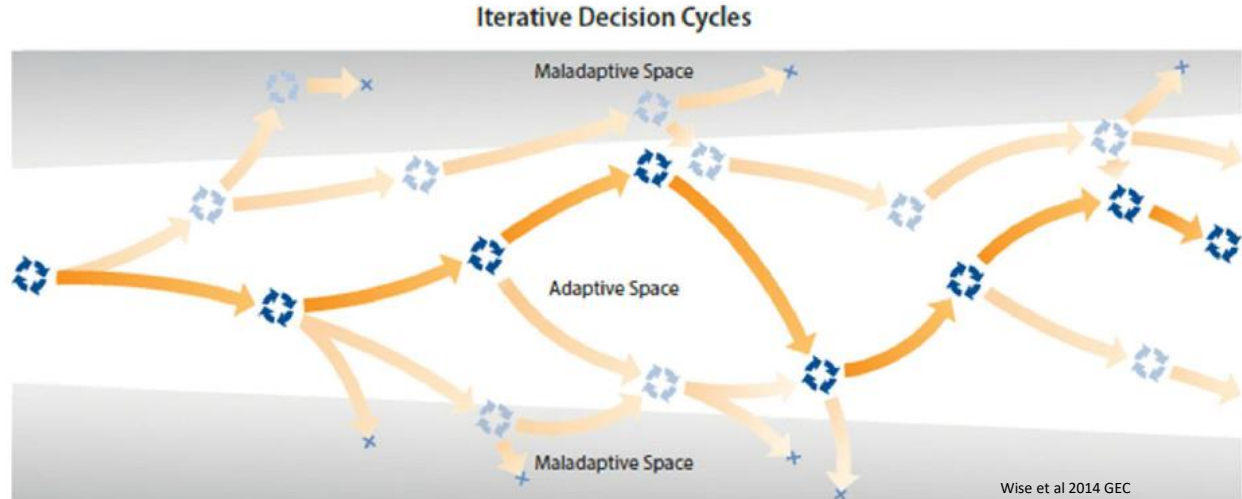 Iterative Decision Cycles
Maladaptive Space
Adaptive Space
Maladaptive Space
Wise et al 2014 GEC